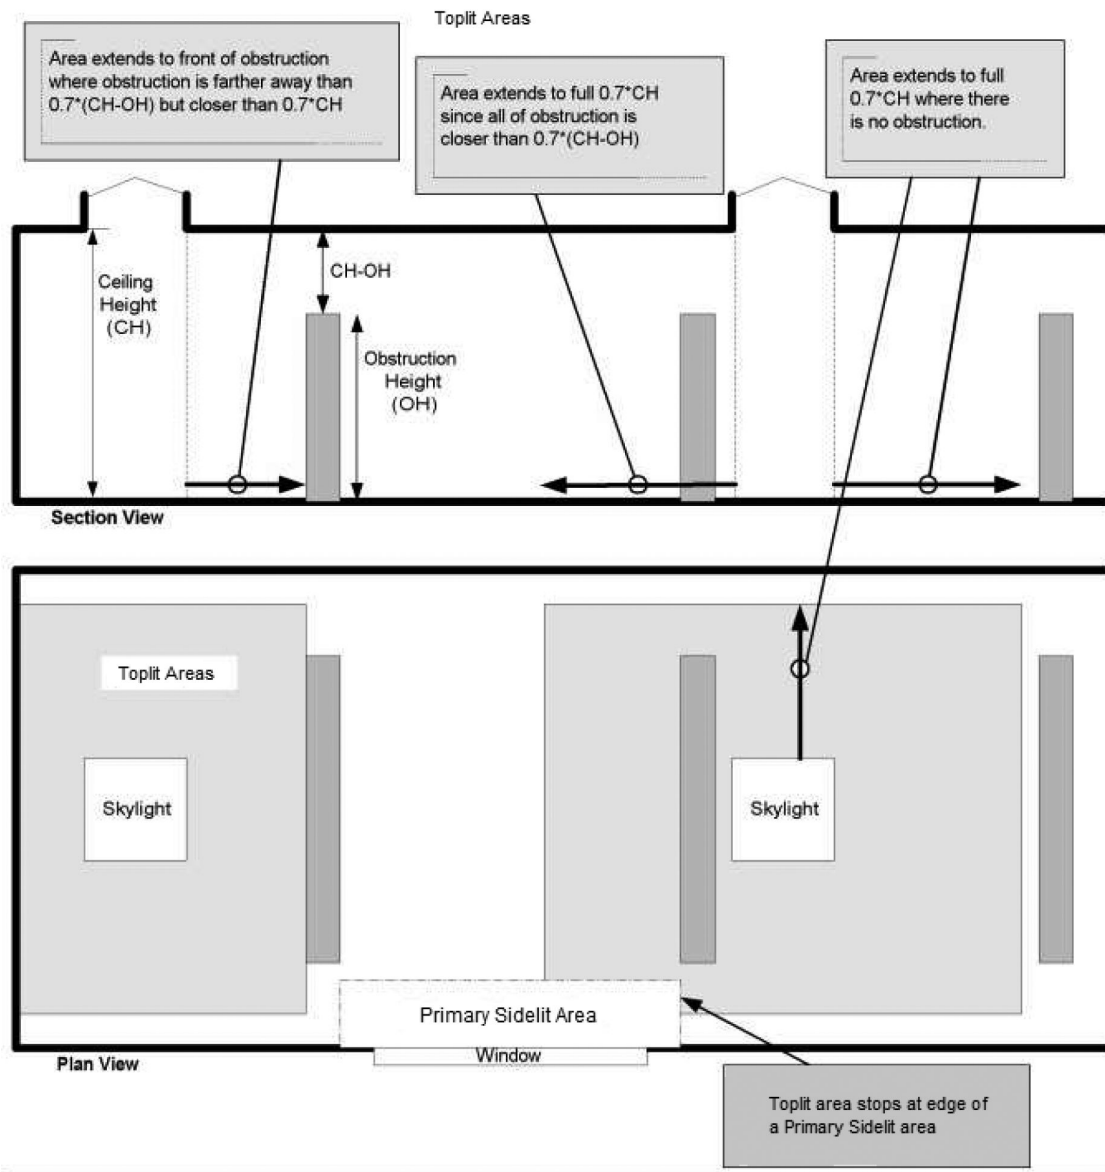 Toplit Areas
Area extends to front of obstruction
where obstruction is farther away than
0.7*(CH-OH) but closer than 0.7*CH
Area extends to full 0.7*CH
since all of obstruction is
closer than 0.7*(CH-OH)
Area extends to full
0.7*CH where there
is no obstruction.
Ceiling
Height
(CH)
CH-OH
Obstruction
Height
(OH)
Section View
Toplit Areas
Skylight
Skylight
Primary Sidelit Area
Window
Plan View
Toplit area stops at edge of
a Primary Sidelit area